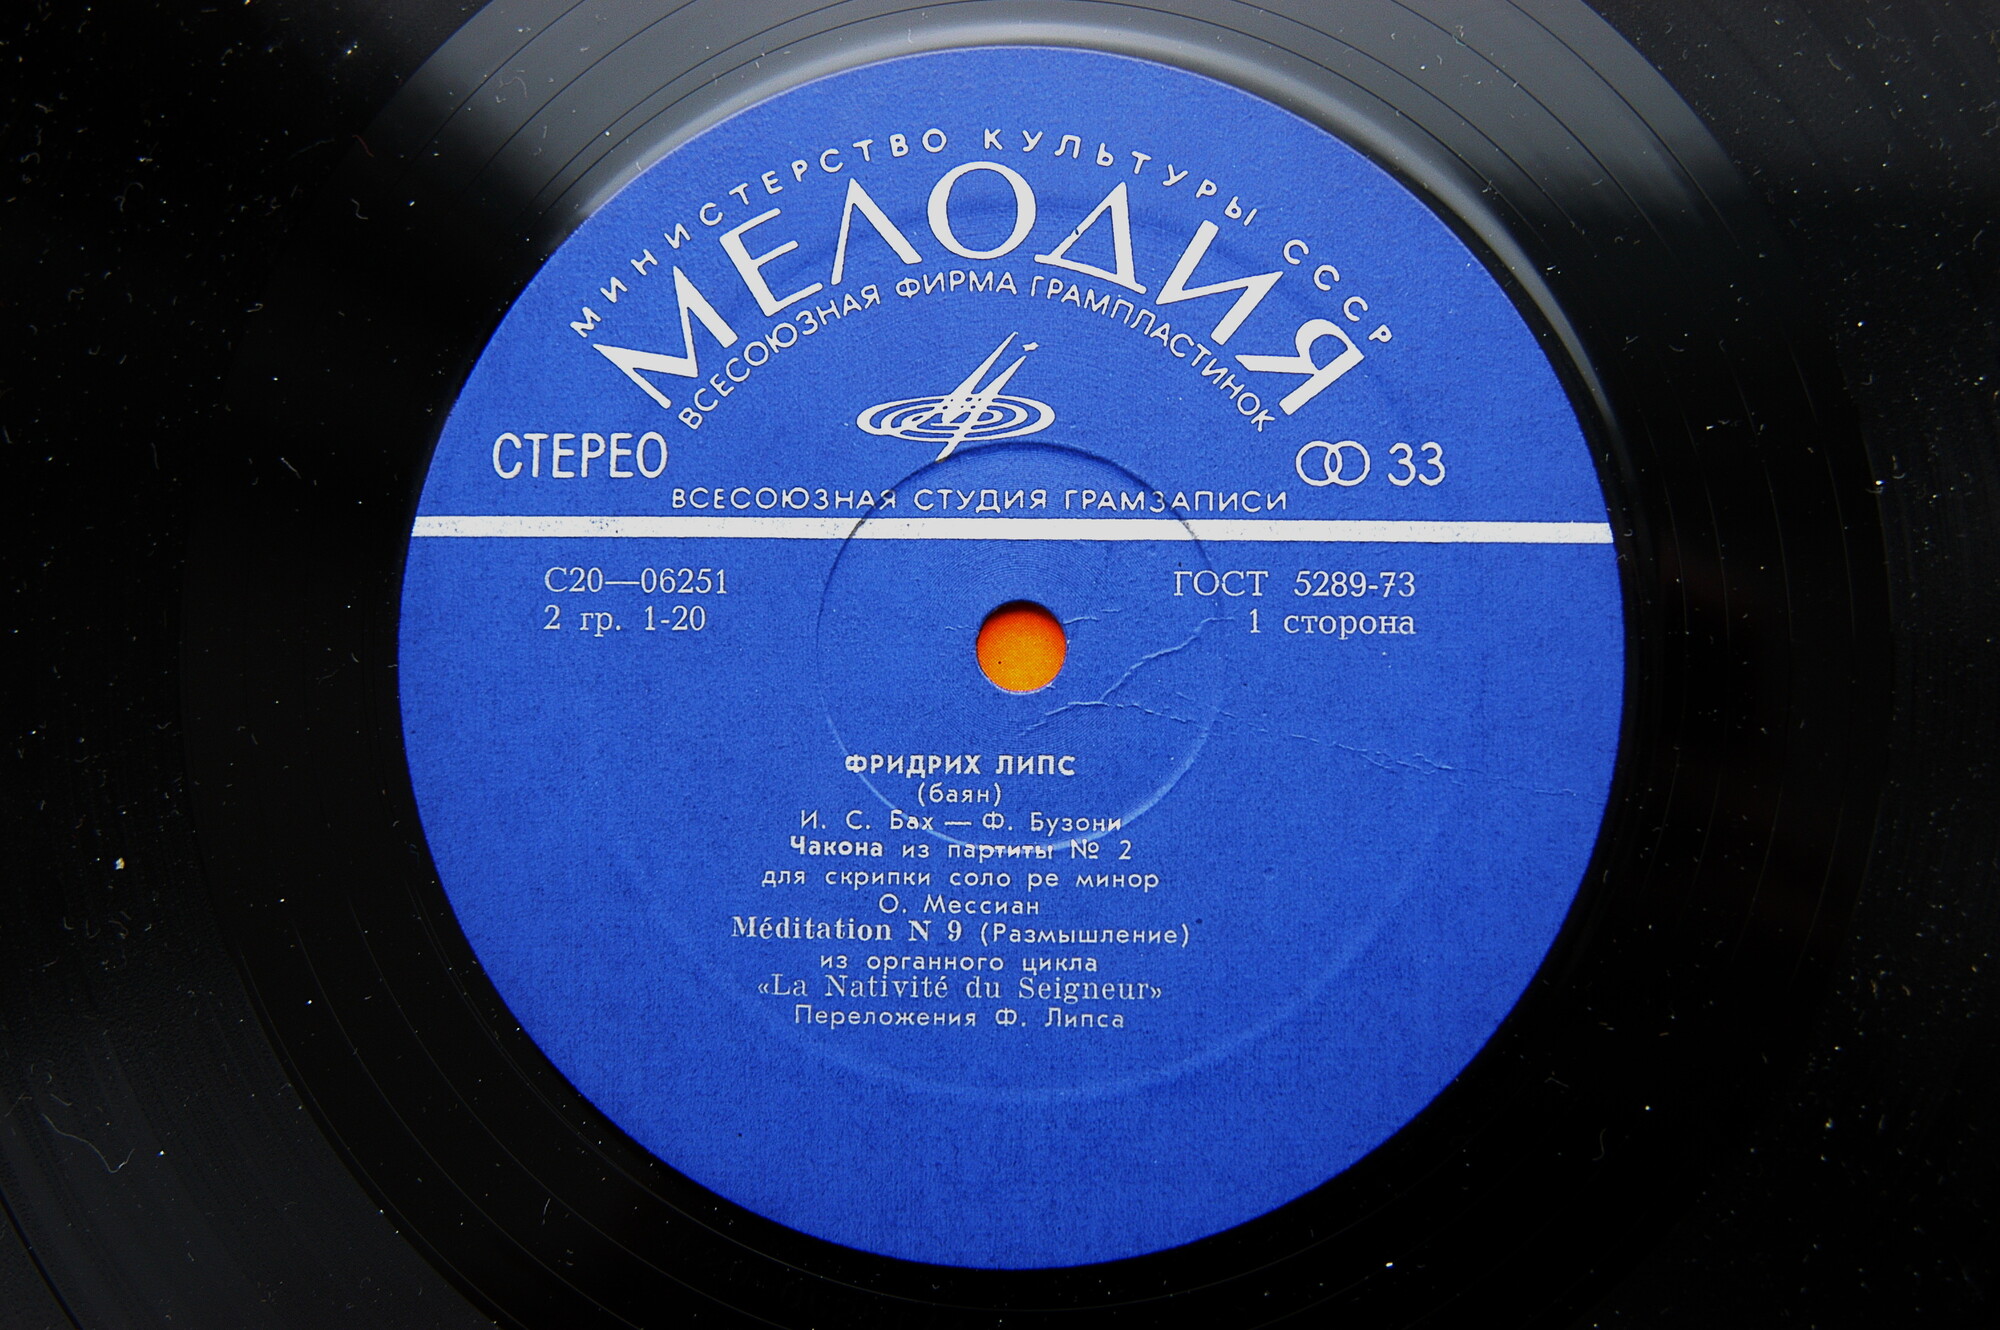 МИНИСТЕРСТВО КУЛЬТУРЫ СССР
МЕЛОДИЯ
ВСЕСОЮЗНАЯ ФИРМА ГРАМПЛАСТИНОК
СТЕРЕО
33
ВСЕСОЮЗНАЯ СТУДИЯ ГРАМЗАПИСИ
С20—06251
ГОСТ 5289-73
2 гр. 1-20
1 сторона
ФРИДРИХ ЛИПС
(баян)
И. С. Бах — Ф. Бузони
Чакона из партиты № 2
для скрипки соло ре минор
О. Мессиан
Méditation N 9 (Размышление)
из органного цикла
«La Nativité du Seigneur»
Переложения Ф. Липса